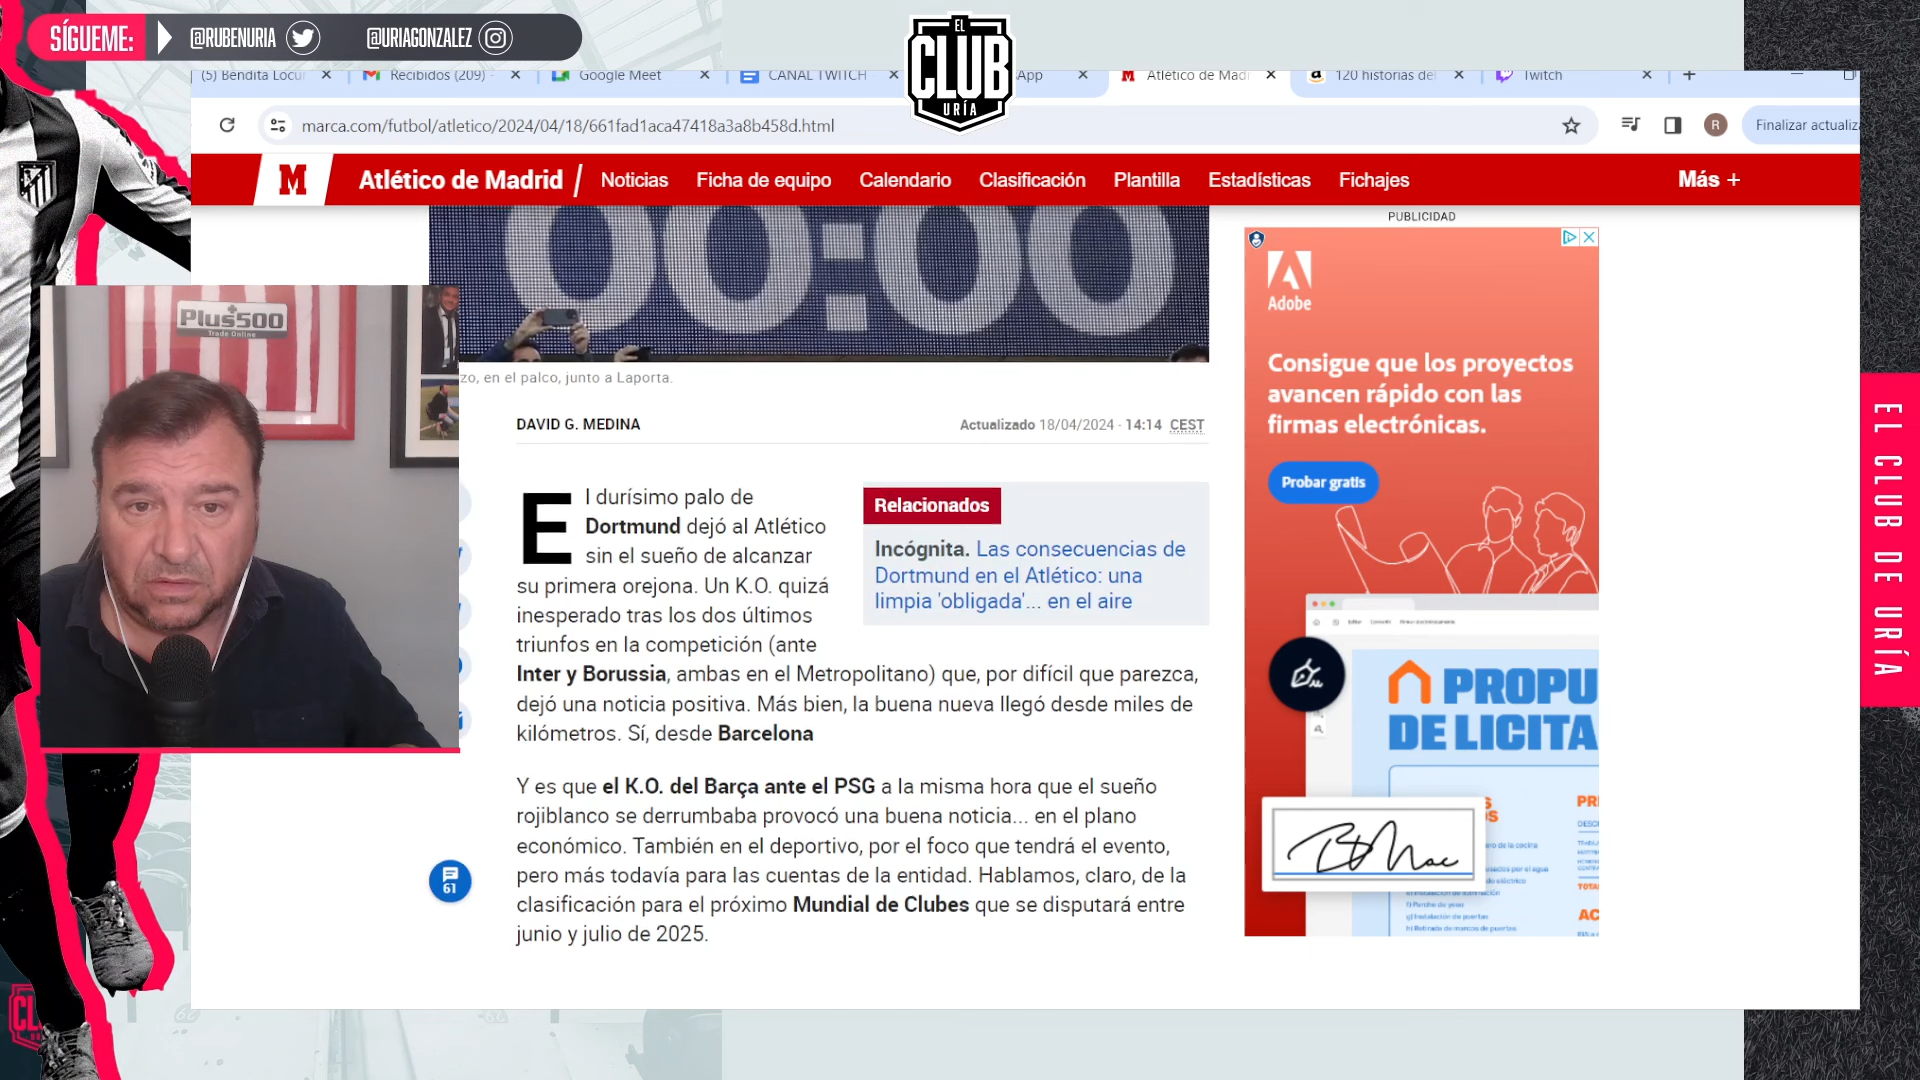 SÍGUEME:
@RUBENURIA
@URIAGONZALEZ
EL
CLUB
URÍA
(5) Bendita Locur
Recibidos (209) -
Google Meet
CANAL TWITCH
App
Atlético de Madr
120 historias del
Twitch
marca.com/futbol/atletico/2024/04/18/661fad1aca47418a3a8b458d.html
R
Finalizar actualiza
M
Atlético de Madrid
Noticias
Ficha de equipo
Calendario
Clasificación
Plantilla
Estadísticas
Fichajes
Más +
00:00
zo, en el palco, junto a Laporta.
DAVID G. MEDINA
Actualizado 18/04/2024 - 14:14 CEST
El durísimo palo de
Dortmund dejó al Atlético
sin el sueño de alcanzar
su primera orejona. Un K.O. quizá
inesperado tras los dos últimos
triunfos en la competición (ante
Inter y Borussia, ambas en el Metropolitano) que, por difícil que parezca,
dejó una noticia positiva. Más bien, la buena nueva llegó desde miles de
kilómetros. Sí, desde Barcelona
Relacionados
Incógnita. Las consecuencias de
Dortmund en el Atlético: una
limpia 'obligada'... en el aire
Y es que el K.O. del Barça ante el PSG a la misma hora que el sueño
rojiblanco se derrumbaba provocó una buena noticia... en el plano
económico. También en el deportivo, por el foco que tendrá el evento,
pero más todavía para las cuentas de la entidad. Hablamos, claro, de la
clasificación para el próximo Mundial de Clubes que se disputará entre
junio y julio de 2025.
61
PUBLICIDAD
Adobe
Consigue que los proyectos
avancen rápido con las
firmas electrónicas.
Probar gratis
PROPU
DE LICITA
Plus500
Trade Online
EL CLUB DE URÍA